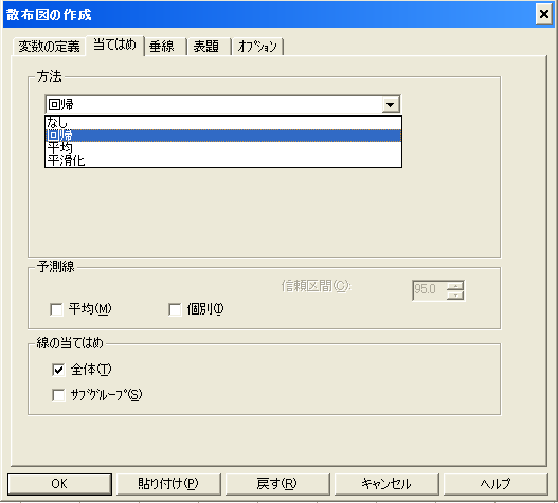 散布図の作成
変数の定義 当てはめ 垂線 表題 ｵﾌﾟｼｮﾝ
方法
回帰
なし
回帰
平均
平滑化
予測線
信頼区間(C):
95.0
平均(M) 個別(I)
線の当てはめ
全体(T)
ｻﾌﾞｸﾞﾙｰﾌﾟ(S)
OK 貼り付け(P) 戻す(R) キャンセル ヘルプ